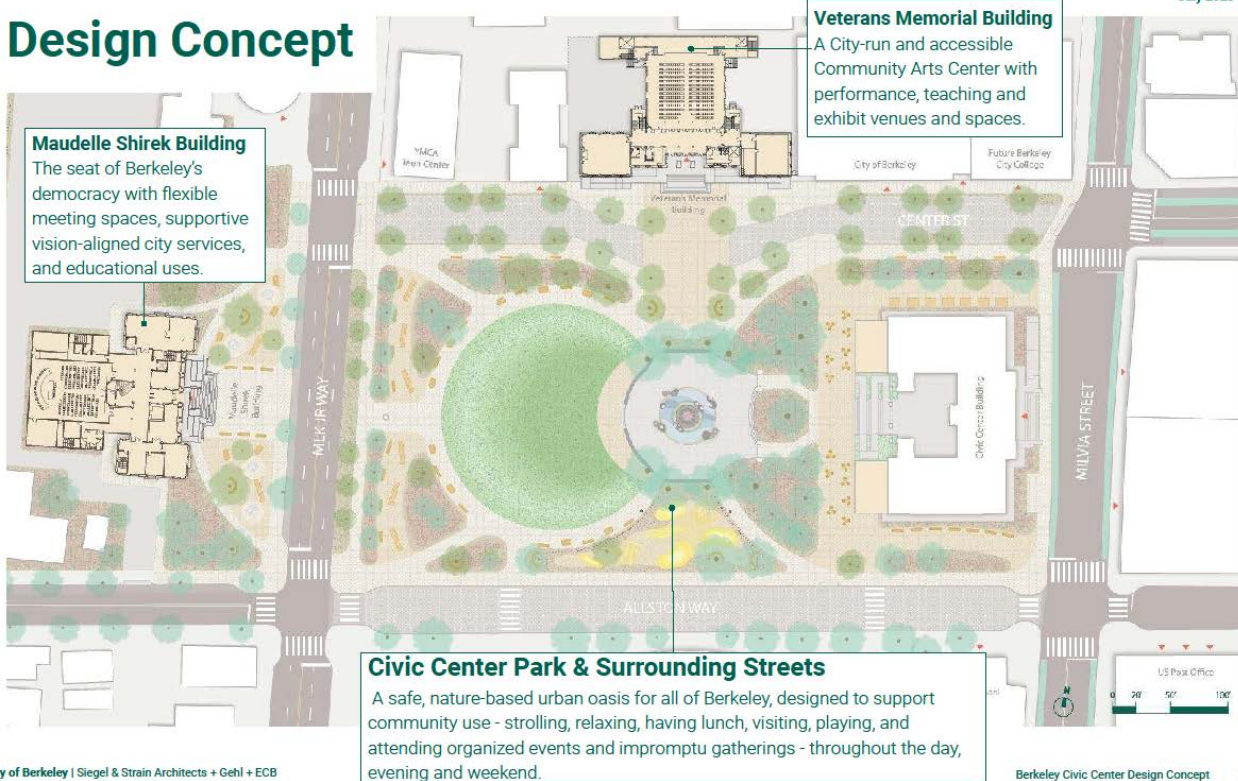 Design Concept
Veterans Memorial Building
A City-run and accessible
Community Arts Center with
performance, teaching and
exhibit venues and spaces.
Maudelle Shirek Building
The seat of Berkeley's
democracy with flexible
meeting spaces, supportive
vision-aligned city services,
and educational uses.
YMCA
Teen Center
City of Berkeley
Future Berkeley
City College
Veteran's Memorial
Building
CENTER ST
Maudelle
Shirek
Building
MLK JR WAY
Civic Center Building
MILVIA STREET
ALLSTON WAY
Civic Center Park & Surrounding Streets
A safe, nature-based urban oasis for all of Berkeley, designed to support
community use - strolling, relaxing, having lunch, visiting, playing, and
attending organized events and impromptu gatherings - throughout the day,
evening and weekend.
US Post Office
N
0 20' 50' 100'
y of Berkeley | Siegel & Strain Architects + Gehl + ECB
Berkeley Civic Center Design Concept